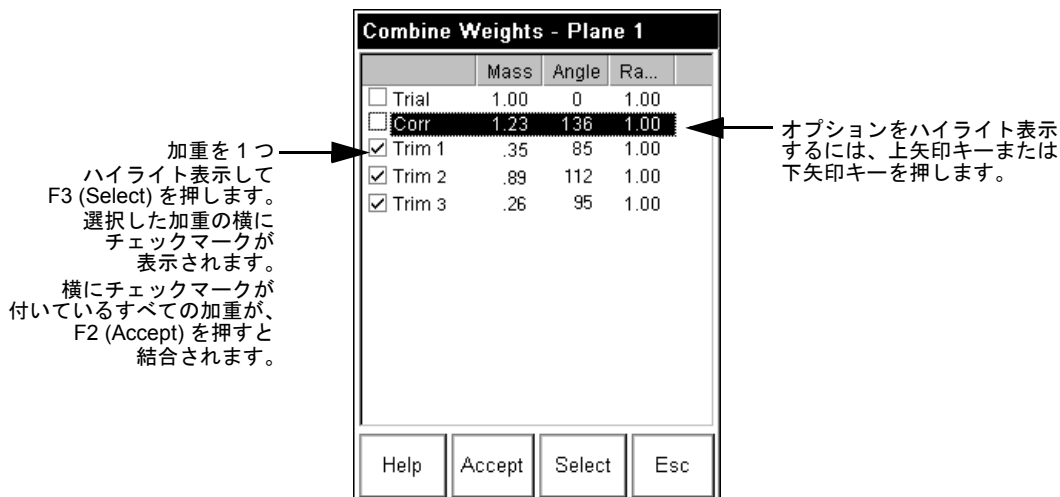 Combine Weights - Plane 1
Mass Angle Ra...
Trial 1.00 0 1.00
Corr 1.23 136 1.00
Trim 1 .35 85 1.00
Trim 2 .89 112 1.00
Trim 3 .26 95 1.00
Help Accept Select Esc
加重を 1 つ
ハイライト表示して
F3 (Select) を押します。
選択した加重の横に
チェックマークが
表示されます。
横にチェックマークが
付いているすべての加重が、
F2 (Accept) を押すと
結合されます。
オプションをハイライト表示
するには、上矢印キーまたは
下矢印キーを押します。